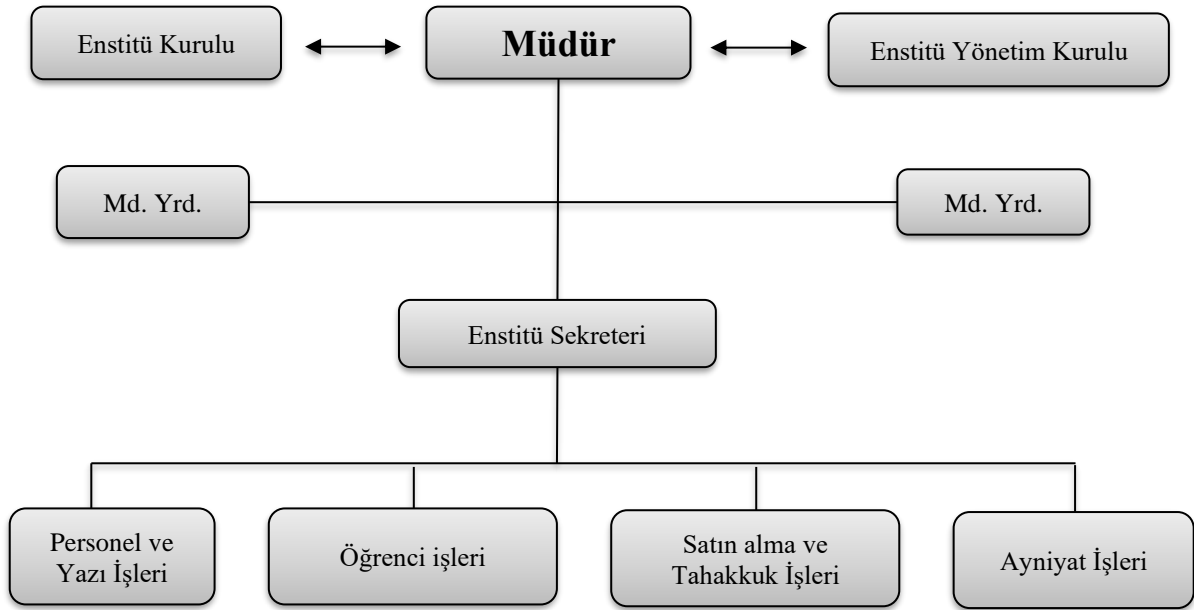 Enstitü Kurulu
Müdür
Enstitü Yönetim Kurulu
Md. Yrd.
Md. Yrd.
Enstitü Sekreteri
Personel ve
Yazı İşleri
Öğrenci işleri
Satın alma ve
Tahakkuk İşleri
Ayniyat İşleri